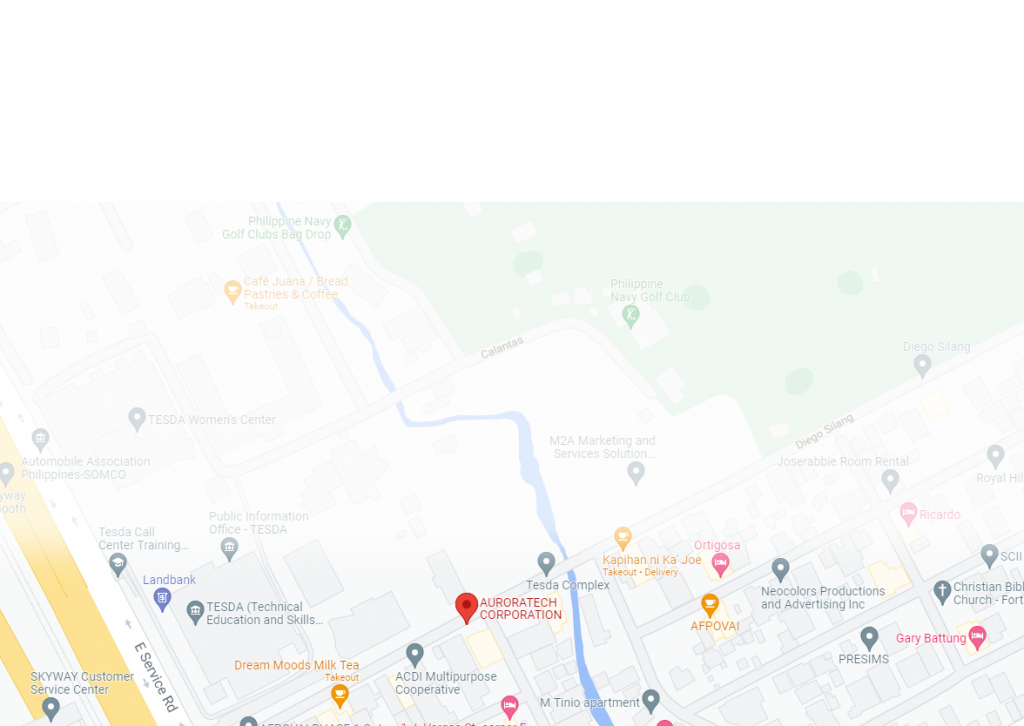 Philippine Navy
Golf Clubs Bag Drop
Café Juana / Bread
Pastries & Coffee
Takeout
Philippine
Navy Golf Club
Calantas
Diego Silang
Diego Silang
TESDA Women's Center
Automobile Association
Philippines-SOMCO
M2A Marketing and
Services Solution...
Joserabbie Room Rental
Royal Hil
yway
South
Public Information
Office - TESDA
Ricardo
Tesda Call
Center Training...
Kapihan ni Ka' Joe
Takeout • Delivery
Ortigosa
SCII
Landbank
Tesda Complex
Neocolors Productions
and Advertising Inc
Christian Bibl
Church - Fort
TESDA (Technical
Education and Skills...
AURORATECH
CORPORATION
AFPOVAI
Gary Battung
PRESIMS
E Service Rd
Dream Moods Milk Tea
Takeout
ACDI Multipurpose
Cooperative
SKYWAY Customer
Service Center
M Tinio apartment